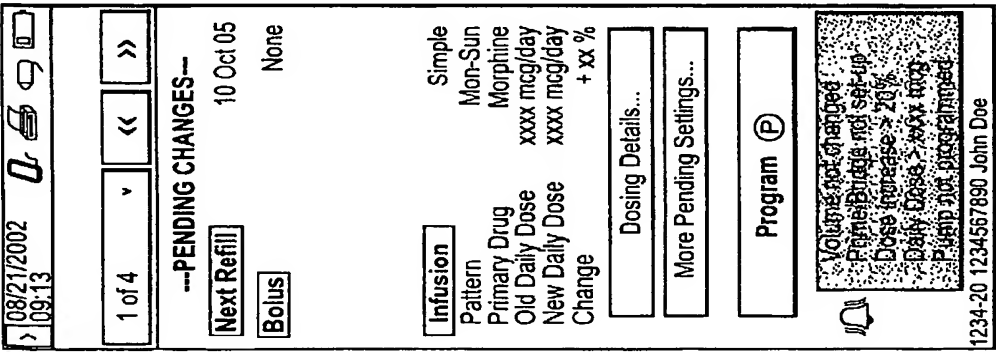 > 08/21/2002
09:13
1 of 4 ˅ << >>
---PENDING CHANGES---
Next Refill 10 Oct 05
Bolus None
Infusion Simple
Pattern Mon-Sun
Primary Drug Morphine
Old Daily Dose xxxx mcg/day
New Daily Dose xxxx mcg/day
Change + xx %
Dosing Details...
More Pending Settings...
Program P
Volume not changed
Prime/Bridge not set-up
Dose Increase > 20%
Daily Dose > xxxx mcg
Pump not programmed
1234-20 1234567890 John Doe